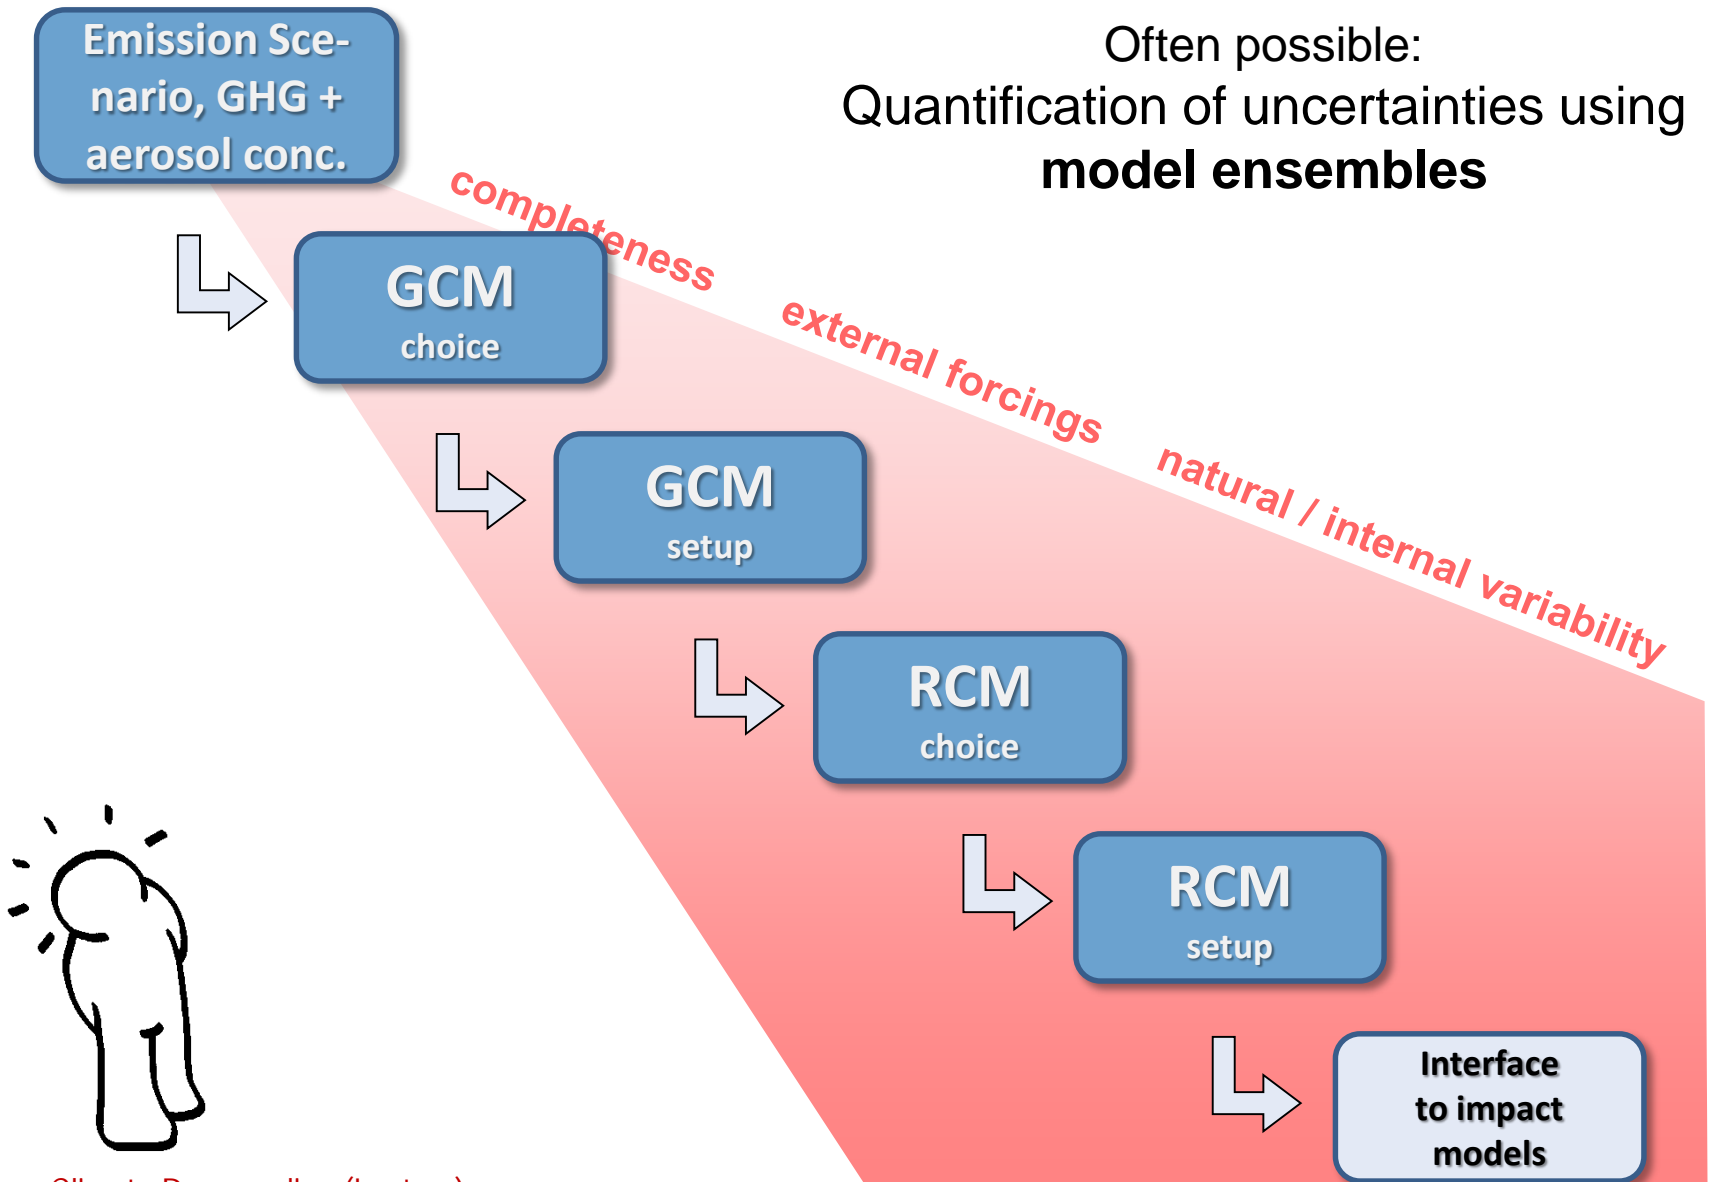 Emission Sce-
nario, GHG +
aerosol conc.
Often possible:
Quantification of uncertainties using
model ensembles
completeness
external forcings
natural / internal variability
GCM
choice
GCM
setup
RCM
choice
RCM
setup
Interface
to impact
models